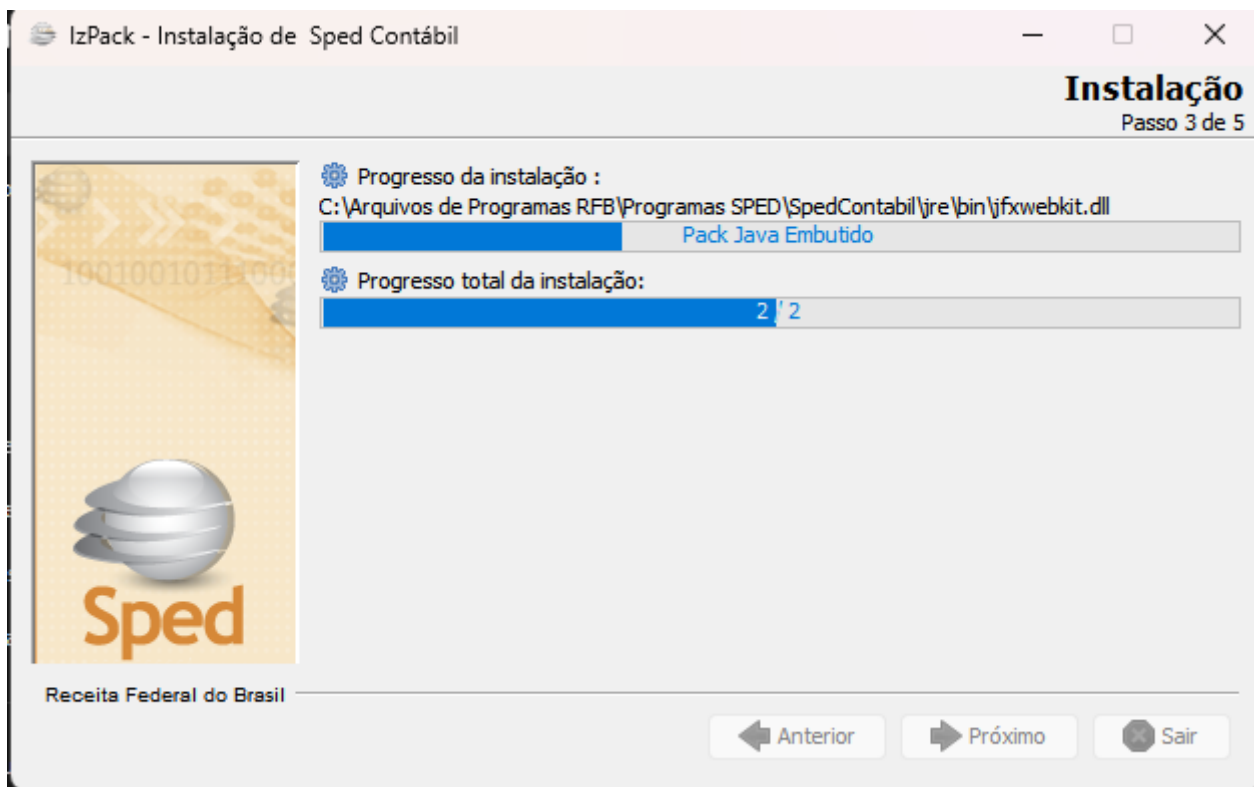 IzPack - Instalação de Sped Contábil
Instalação
Passo 3 de 5
Progresso da instalação :
C:\Arquivos de Programas RFB\Programas SPED\SpedContabil\jre\bin\jfxwebkit.dll
Pack Java Embutido
Progresso total da instalação:
2 / 2
Sped
Receita Federal do Brasil
Anterior
Próximo
Sair